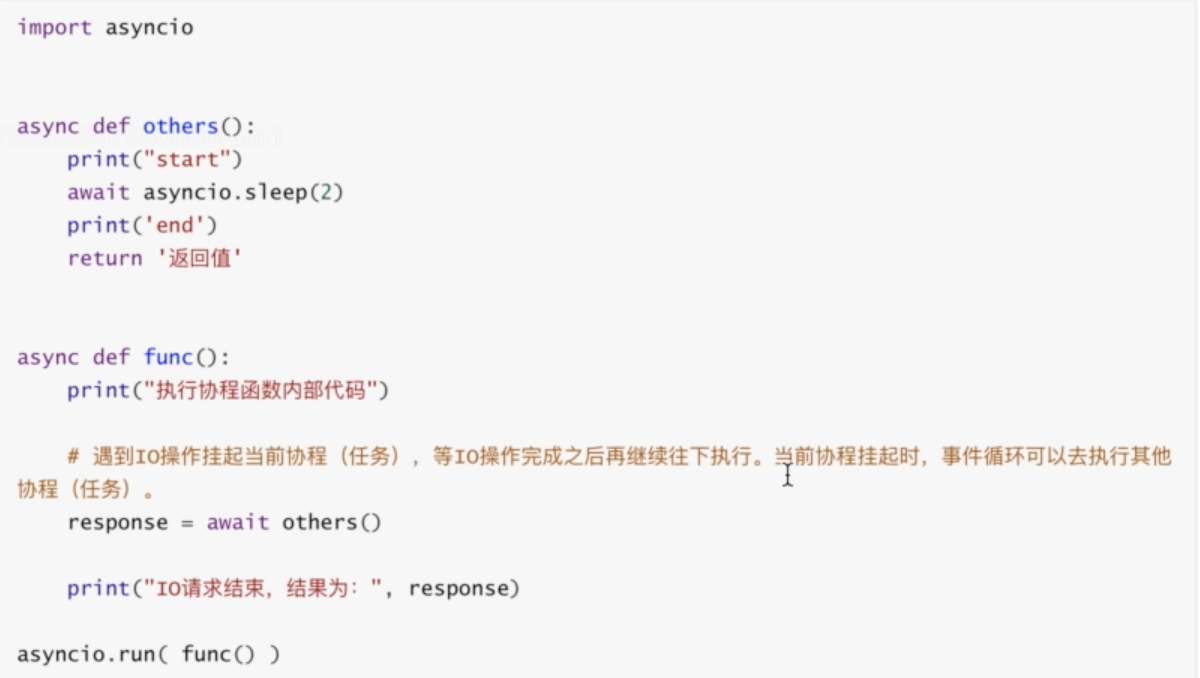 import asyncio
async def others():
    print("start")
    await asyncio.sleep(2)
    print('end')
    return '返回值'
async def func():
    print("执行协程函数内部代码")
    # 遇到IO操作挂起当前协程（任务），等IO操作完成之后再继续往下执行。当前协程挂起时，事件循环可以去执行其他
协程（任务）。
    response = await others()
    print("IO请求结束，结果为：", response)
asyncio.run( func() )